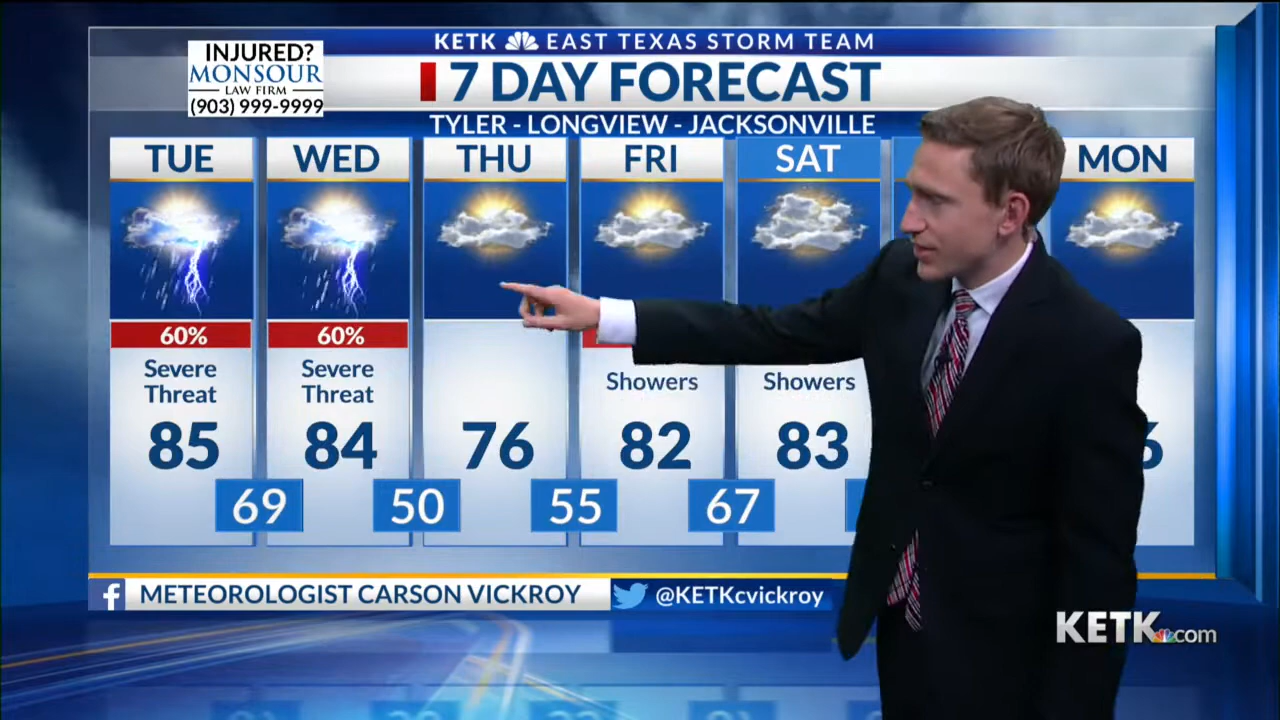 KETK EAST TEXAS STORM TEAM
INJURED?
MONSOUR
LAW FIRM
(903) 999-9999
7 DAY FORECAST
TYLER - LONGVIEW - JACKSONVILLE
TUE WED THU FRI SAT MON
60% 60%
Severe Threat Severe Threat Showers Showers
85 84 76 82 83
69 50 55 67
METEOROLOGIST CARSON VICKROY @KETKcvickroy
KETK.com